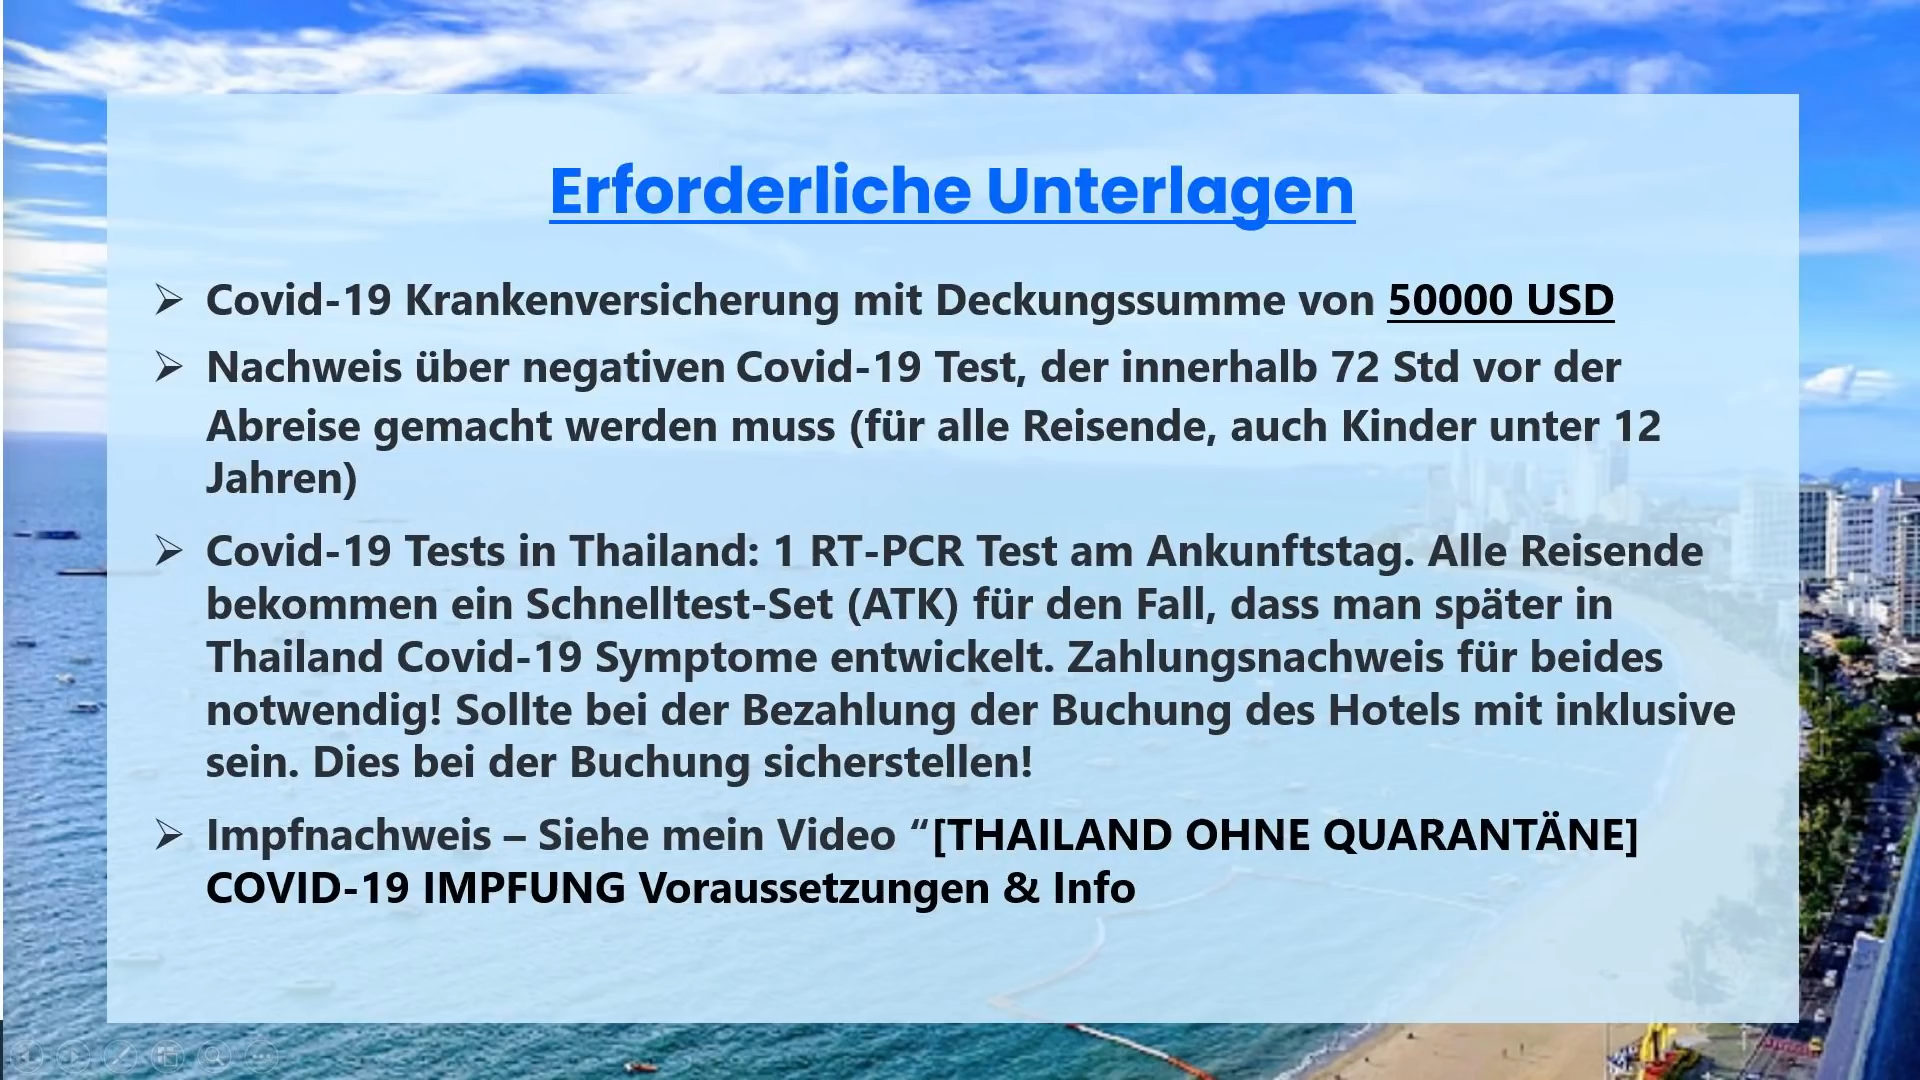 Erforderliche Unterlagen
➢ Covid-19 Krankenversicherung mit Deckungssumme von 50000 USD
➢ Nachweis über negativen Covid-19 Test, der innerhalb 72 Std vor der
Abreise gemacht werden muss (für alle Reisende, auch Kinder unter 12
Jahren)
➢ Covid-19 Tests in Thailand: 1 RT-PCR Test am Ankunftstag. Alle Reisende
bekommen ein Schnelltest-Set (ATK) für den Fall, dass man später in
Thailand Covid-19 Symptome entwickelt. Zahlungsnachweis für beides
notwendig! Sollte bei der Bezahlung der Buchung des Hotels mit inklusive
sein. Dies bei der Buchung sicherstellen!
➢ Impfnachweis – Siehe mein Video “[THAILAND OHNE QUARANTÄNE]
COVID-19 IMPFUNG Voraussetzungen & Info